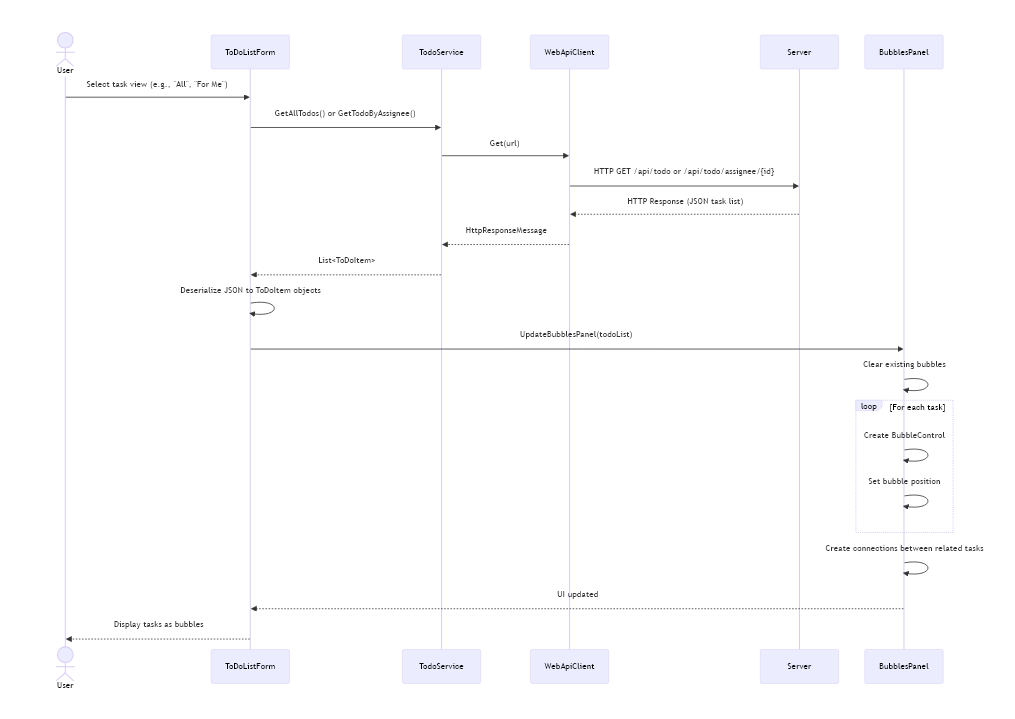 User
ToDoListForm
TodoService
WebApiClient
Server
BubblesPanel
Select task view (e.g., "All", "For Me")
GetAllTodos() or GetTodoByAssignee()
Get(url)
HTTP GET /api/todo or /api/todo/assignee/{id}
HTTP Response (JSON task list)
HttpResponseMessage
List<ToDoItem>
Deserialize JSON to ToDoItem objects
UpdateBubblesPanel(todoList)
Clear existing bubbles
loop
[For each task]
Create BubbleControl
Set bubble position
Create connections between related tasks
UI updated
Display tasks as bubbles
User
ToDoListForm
TodoService
WebApiClient
Server
BubblesPanel